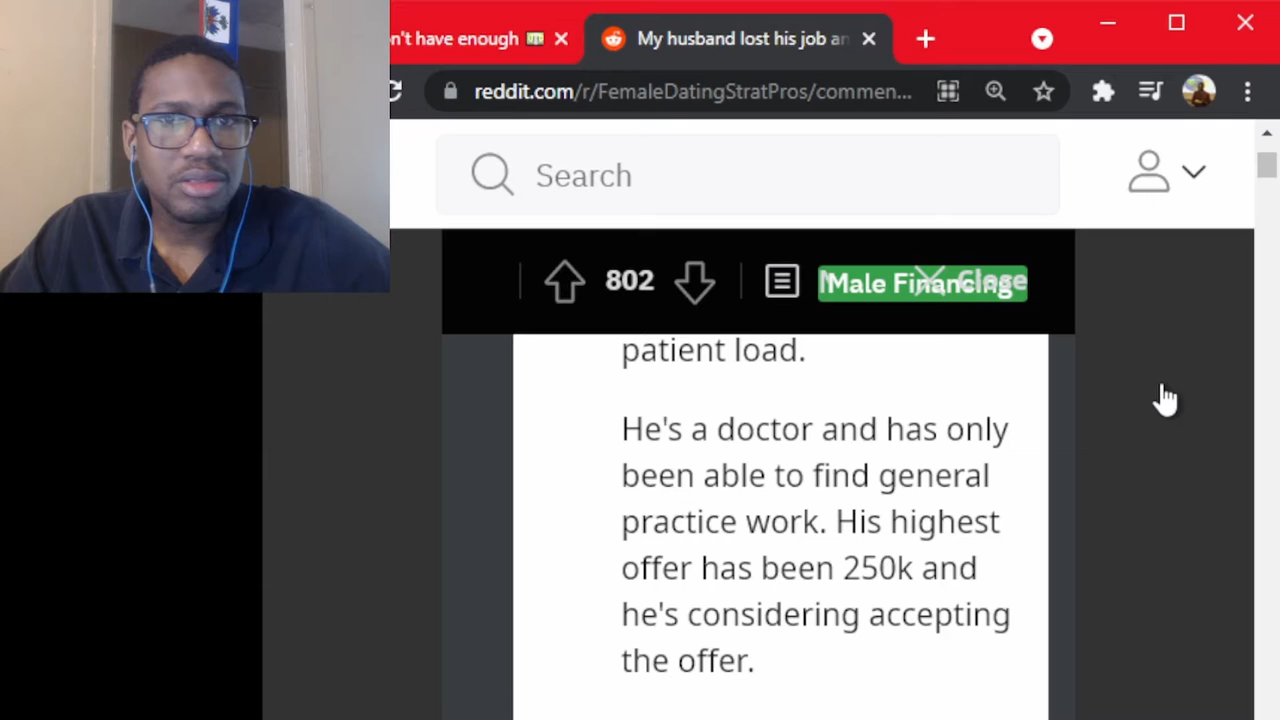 n't have enough
My husband lost his job an
reddit.com/r/FemaleDatingStratPros/commen...
Search
802
Male Financing
Close
patient load.
He's a doctor and has only
been able to find general
practice work. His highest
offer has been 250k and
he's considering accepting
the offer.